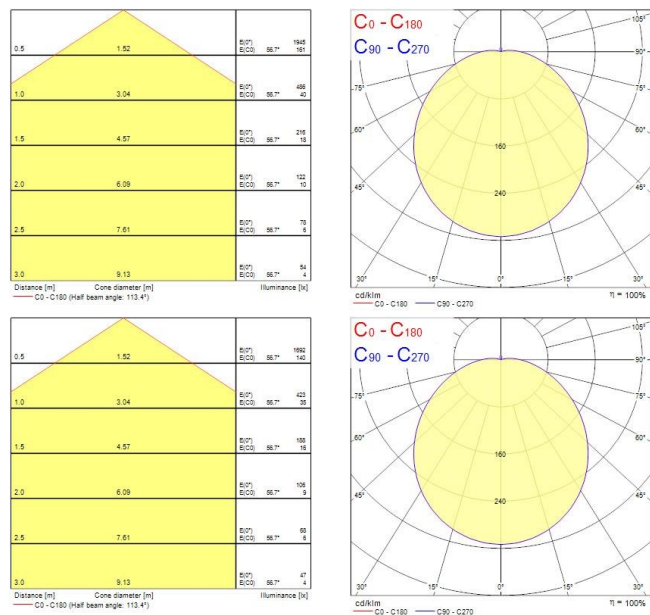 0.5 1.52 E(0°) 1945
E(C0) 56.7° 161
1.0 3.04 E(0°) 486
E(C0) 56.7° 40
1.5 4.57 E(0°) 216
E(C0) 56.7° 18
2.0 6.09 E(0°) 122
E(C0) 56.7° 10
2.5 7.61 E(0°) 78
E(C0) 56.7° 6
3.0 9.13 E(0°) 54
E(C0) 56.7° 4
Distance [m] Cone diameter [m] Illuminance [lx]
C0 - C180 (Half beam angle: 113.4°)
C0 - C180
C90 - C270
105°
90° 90°
75° 75°
60° 60°
160
45° 45°
240
30° 15° 0° 15° 30°
cd/klm η = 100%
C0 - C180 C90 - C270
0.5 1.52 E(0°) 1692
E(C0) 56.7° 140
1.0 3.04 E(0°) 423
E(C0) 56.7° 35
1.5 4.57 E(0°) 188
E(C0) 56.7° 16
2.0 6.09 E(0°) 106
E(C0) 56.7° 9
2.5 7.61 E(0°) 68
E(C0) 56.7° 6
3.0 9.13 E(0°) 47
E(C0) 56.7° 4
Distance [m] Cone diameter [m] Illuminance [lx]
C0 - C180 (Half beam angle: 113.4°)
C0 - C180
C90 - C270
105°
90° 90°
75° 75°
60° 60°
160
45° 45°
240
30° 15° 0° 15° 30°
cd/klm η = 100%
C0 - C180 C90 - C270